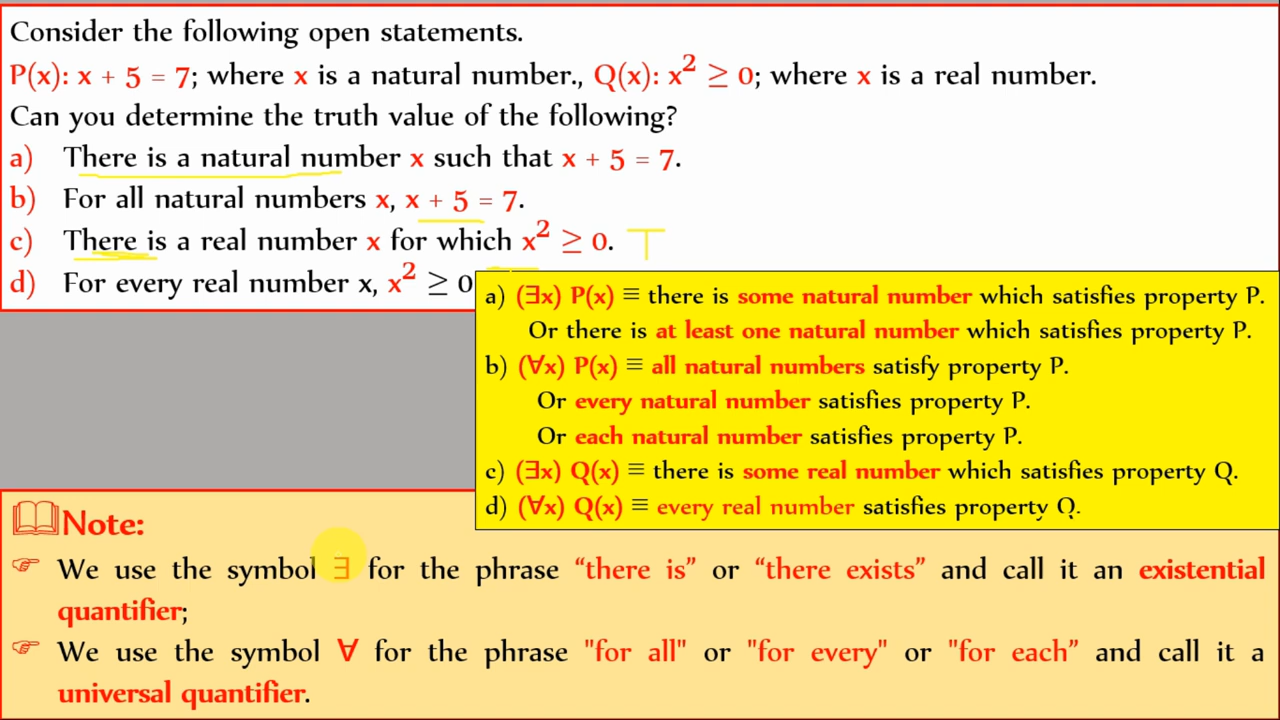 Consider the following open statements.
P(x): x + 5 = 7; where x is a natural number., Q(x): x² ≥ 0; where x is a real number.
Can you determine the truth value of the following?
a) There is a natural number x such that x + 5 = 7.
b) For all natural numbers x, x + 5 = 7.
c) There is a real number x for which x² ≥ 0. T
d) For every real number x, x² ≥ 0
a) (∃x) P(x) ≡ there is some natural number which satisfies property P.
Or there is at least one natural number which satisfies property P.
b) (∀x) P(x) ≡ all natural numbers satisfy property P.
Or every natural number satisfies property P.
Or each natural number satisfies property P.
c) (∃x) Q(x) ≡ there is some real number which satisfies property Q.
d) (∀x) Q(x) ≡ every real number satisfies property Q.
Note:
☞ We use the symbol ∃ for the phrase “there is” or “there exists” and call it an existential
quantifier;
☞ We use the symbol ∀ for the phrase "for all" or "for every" or "for each” and call it a
universal quantifier.